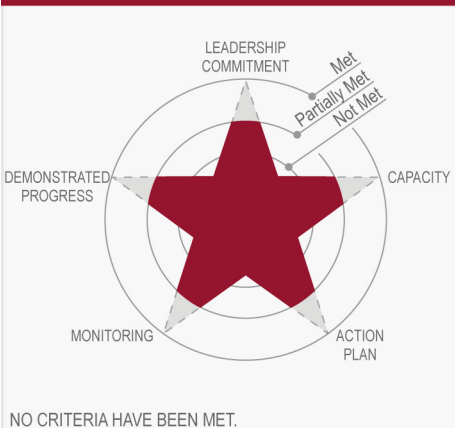 LEADERSHIP
COMMITMENT
Met
Partially Met
Not Met
DEMONSTRATED
PROGRESS
CAPACITY
MONITORING
ACTION
PLAN
NO CRITERIA HAVE BEEN MET.